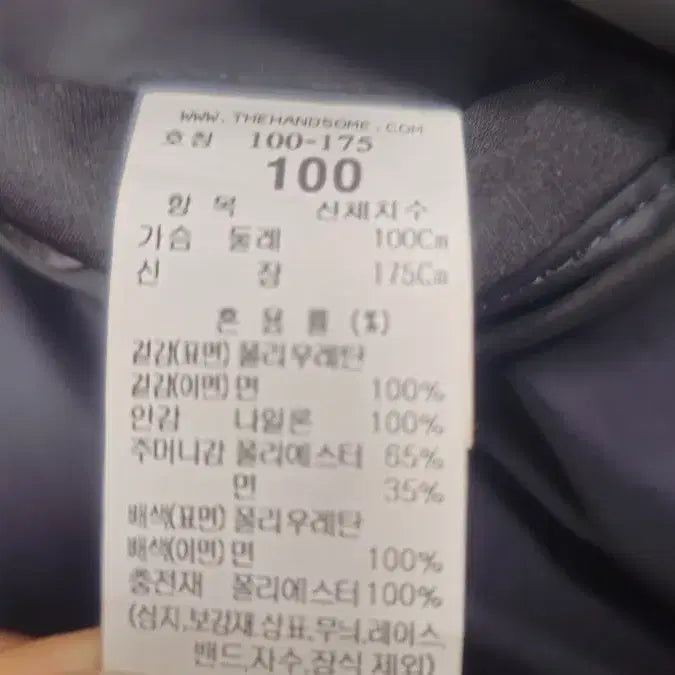 WWW.THEHANDSOME.COM
호칭 100-175
100
항 목 신체치수
가슴 둘레 100Cm
신 장 175Cm
혼 용 률 (%)
겉감(표면) 폴리우레탄
겉감(이면) 면 100%
안감 나일론 100%
주머니감 폴리에스터 65%
면 35%
배색(표면) 폴리우레탄
배색(이면) 면 100%
충전재 폴리에스터 100%
(심지,보강재,상표,무늬,레이스,
밴드,자수,장식 제외)